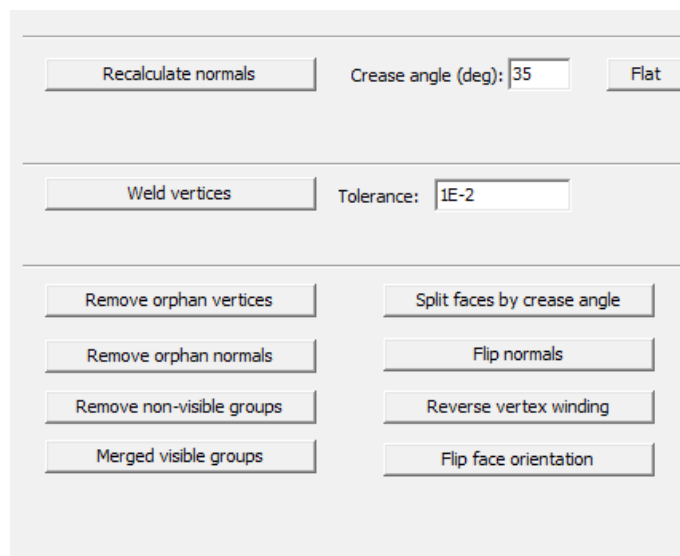 Recalculate normals Crease angle (deg): 35 Flat
Weld vertices Tolerance: 1E-2
Remove orphan vertices Split faces by crease angle
Remove orphan normals Flip normals
Remove non-visible groups Reverse vertex winding
Merged visible groups Flip face orientation